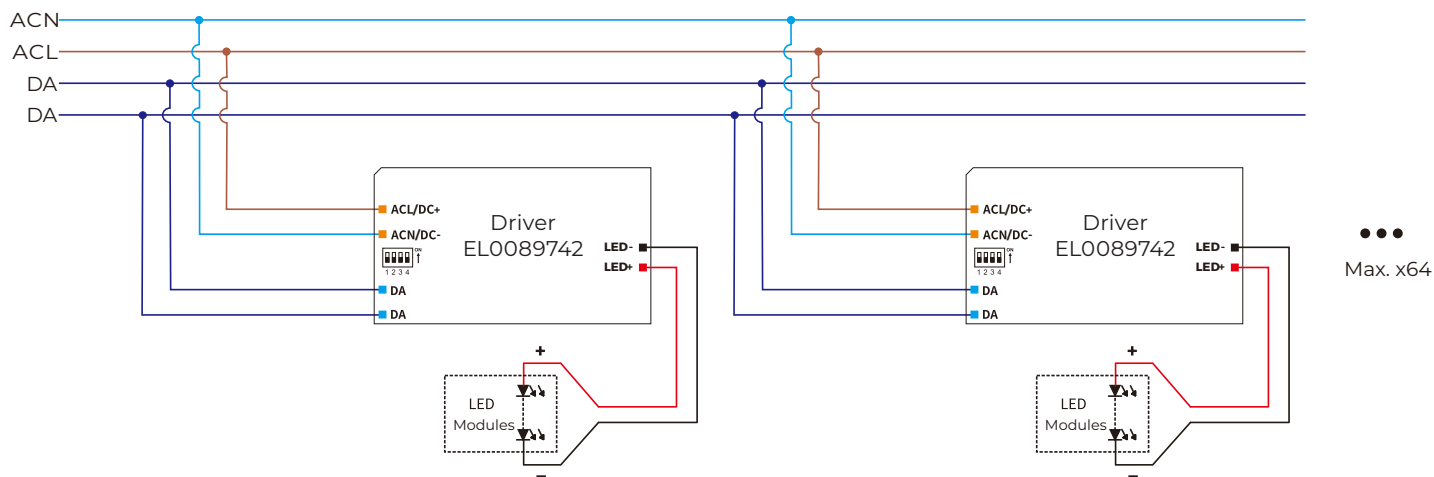 ACN
ACL
DA
DA
Driver
EL0089742
ACL/DC+
ACN/DC-
ON
1 2 3 4
DA
DA
LED-
LED+
+
LED
Modules
-
Driver
EL0089742
ACL/DC+
ACN/DC-
ON
1 2 3 4
DA
DA
LED-
LED+
+
LED
Modules
-
Max. x64